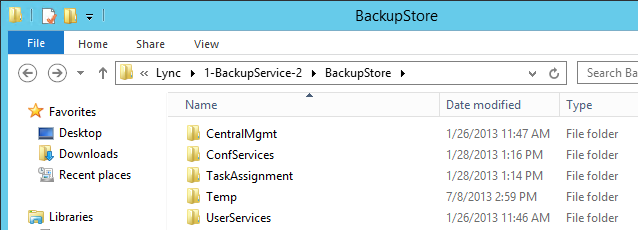 BackupStore
File Home Share View
« Lync 1-BackupService-2 BackupStore Search Ba
Favorites Name Date modified Type
Desktop CentralMgmt 1/26/2013 11:47 AM File folder
Downloads ConfServices 1/28/2013 1:16 PM File folder
Recent places TaskAssignment 1/28/2013 1:14 PM File folder
Temp 7/8/2013 2:59 PM File folder
Libraries UserServices 1/26/2013 11:46 AM File folder